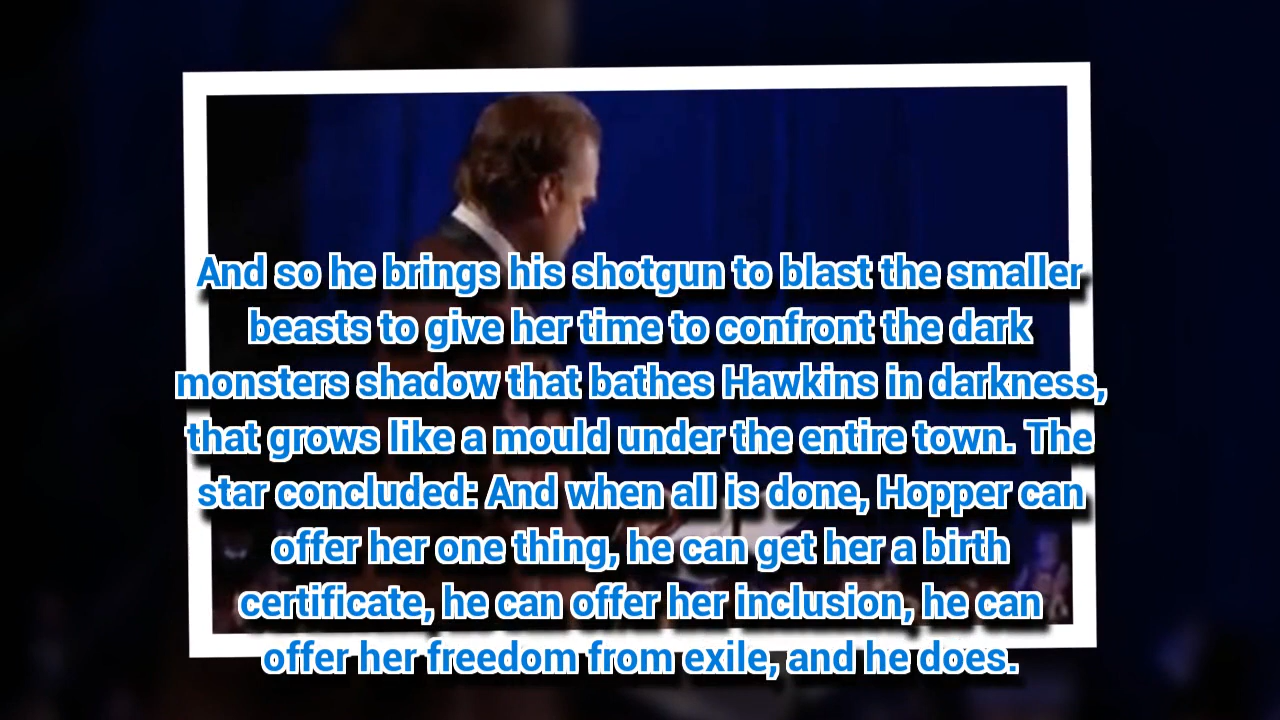 And so he brings his shotgun to blast the smaller
beasts to give her time to confront the dark
monsters shadow that bathes Hawkins in darkness,
that grows like a mould under the entire town. The
star concluded: And when all is done, Hopper can
offer her one thing, he can get her a birth
certificate, he can offer her inclusion, he can
offer her freedom from exile, and he does.